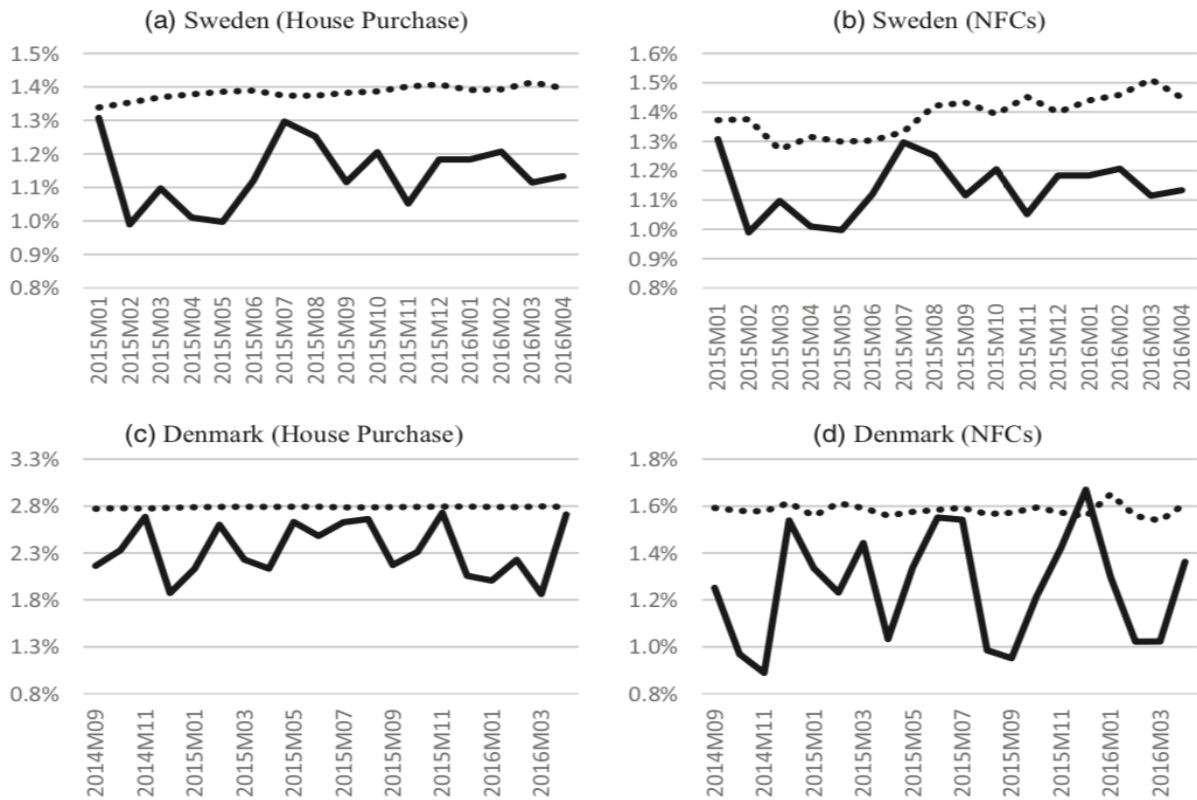 (a) Sweden (House Purchase)
1.5%
1.4%
1.3%
1.2%
1.1%
1.0%
0.9%
0.8%
2015M01
2015M02
2015M03
2015M04
2015M05
2015M06
2015M07
2015M08
2015M09
2015M10
2015M11
2015M12
2016M01
2016M02
2016M03
2016M04
(b) Sweden (NFCs)
1.6%
1.5%
1.4%
1.3%
1.2%
1.1%
1.0%
0.9%
0.8%
2015M01
2015M02
2015M03
2015M04
2015M05
2015M06
2015M07
2015M08
2015M09
2015M10
2015M11
2015M12
2016M01
2016M02
2016M03
2016M04
(c) Denmark (House Purchase)
3.3%
2.8%
2.3%
1.8%
1.3%
0.8%
2014M09
2014M11
2015M01
2015M03
2015M05
2015M07
2015M09
2015M11
2016M01
2016M03
(d) Denmark (NFCs)
1.8%
1.6%
1.4%
1.2%
1.0%
0.8%
2014M09
2014M11
2015M01
2015M03
2015M05
2015M07
2015M09
2015M11
2016M01
2016M03